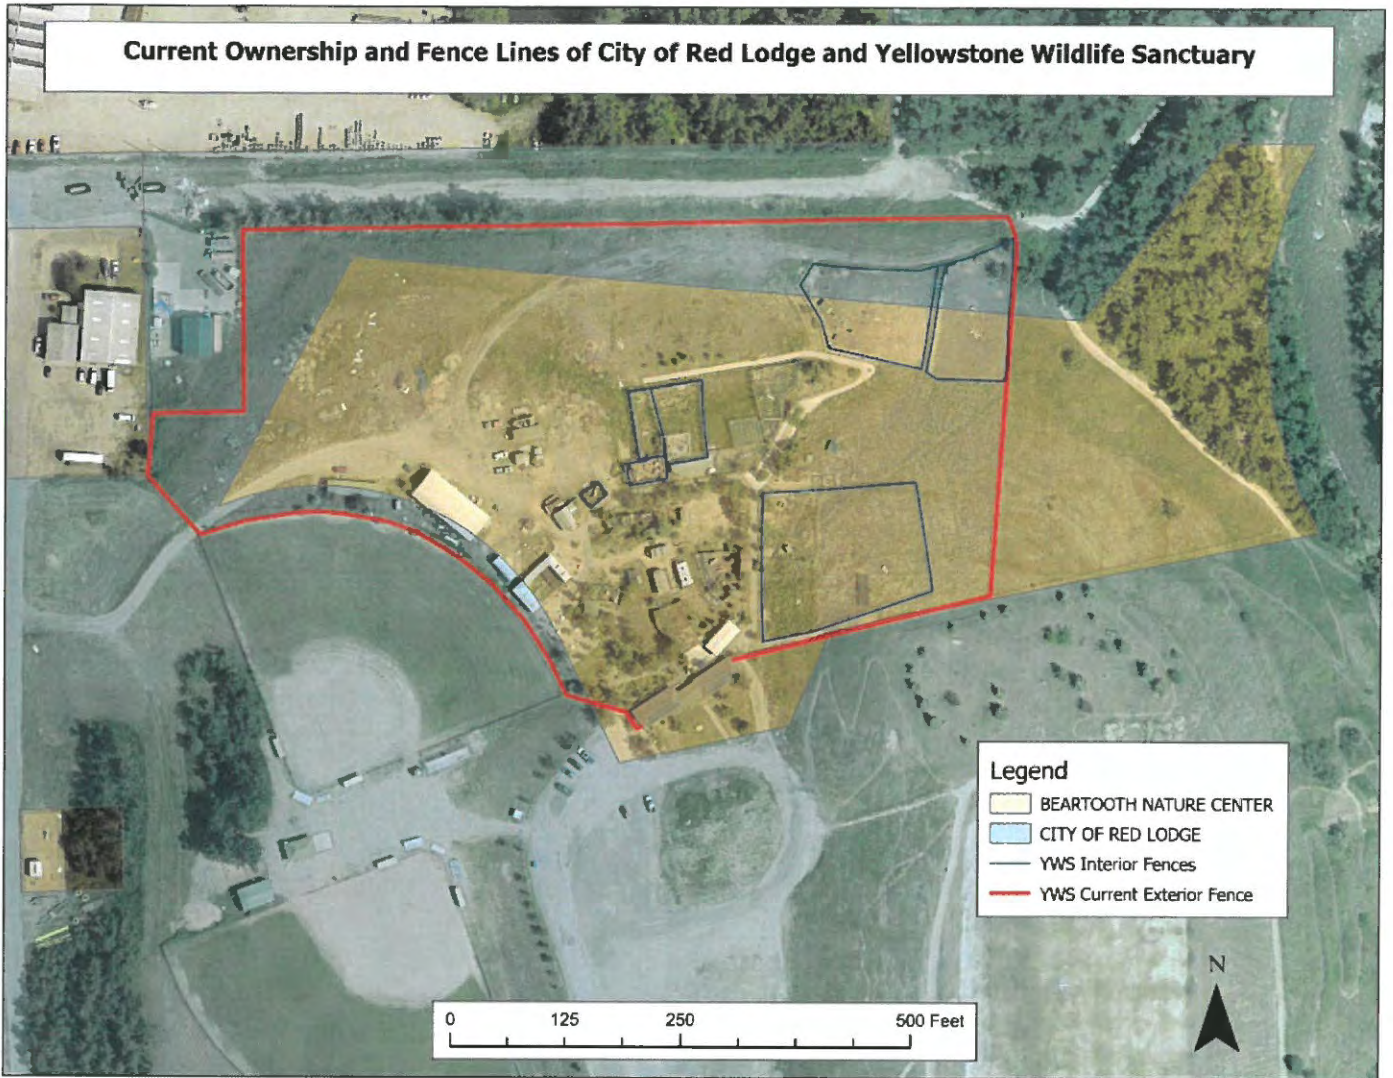 Current Ownership and Fence Lines of City of Red Lodge and Yellowstone Wildlife Sanctuary
Legend
BEARTOOTH NATURE CENTER
CITY OF RED LODGE
YWS Interior Fences
YWS Current Exterior Fence
N
0 125 250 500 Feet